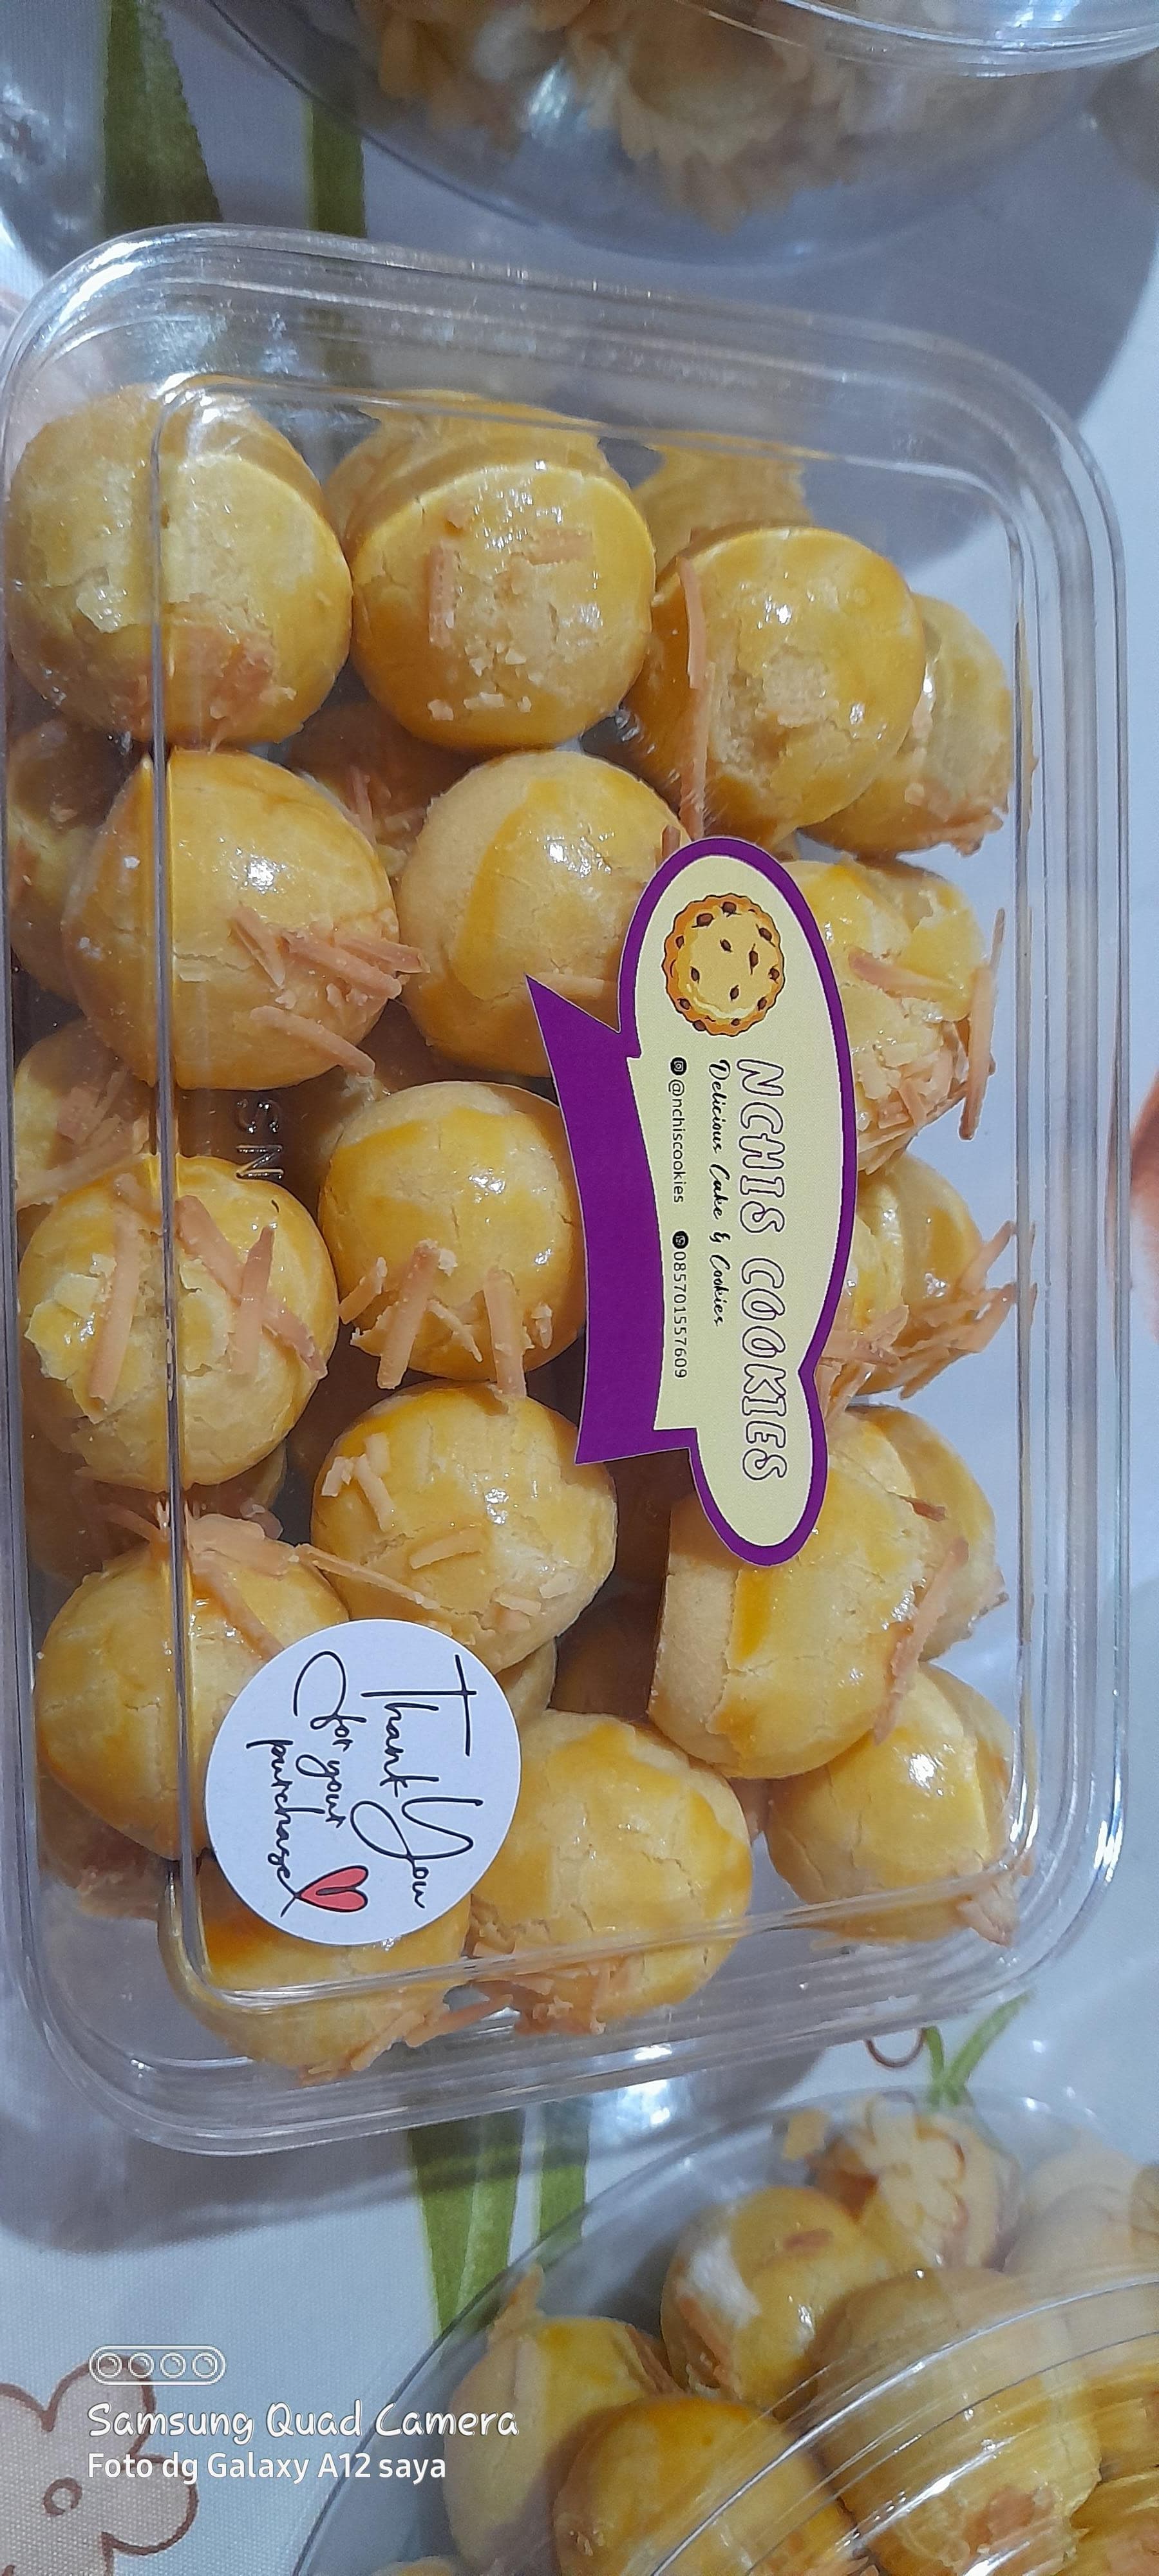 NCHIS COOKIES
Delicious Cake & Cookies
@nchiscookies 085701557609
Thank You
for your
purchase
SN
Samsung Quad Camera
Foto dg Galaxy A12 saya